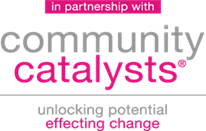 in partnership with
community
catalysts®
unlocking potential
effecting change